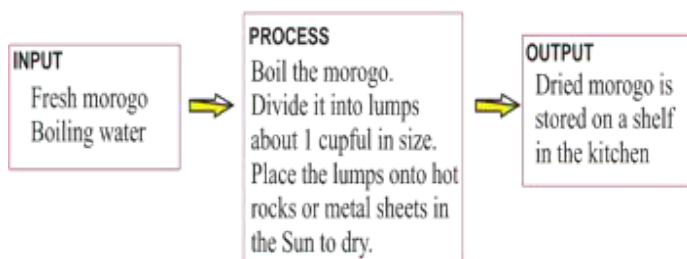 INPUT
Fresh morogo
Boiling water
PROCESS
Boil the morogo.
Divide it into lumps
about 1 cupful in size.
Place the lumps onto hot
rocks or metal sheets in
the Sun to dry.
OUTPUT
Dried morogo is
stored on a shelf
in the kitchen